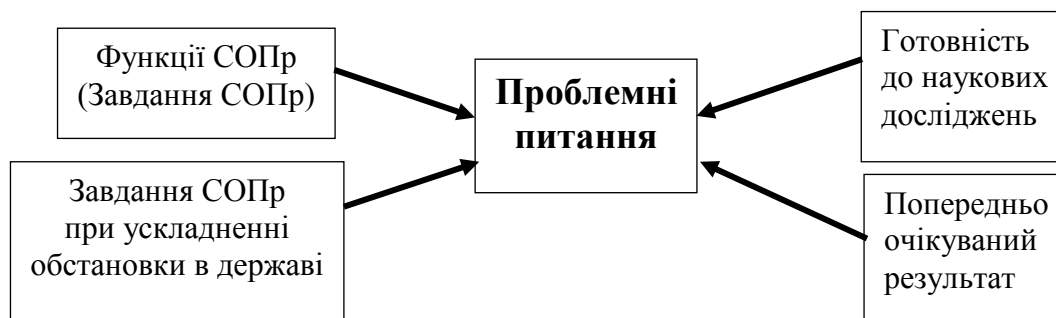 Функції СОПр
(Завдання СОПр)
Завдання СОПр
при ускладненні
обстановки в державі
Проблемні
питання
Готовність
до наукових
досліджень
Попередньо
очікуваний
результат